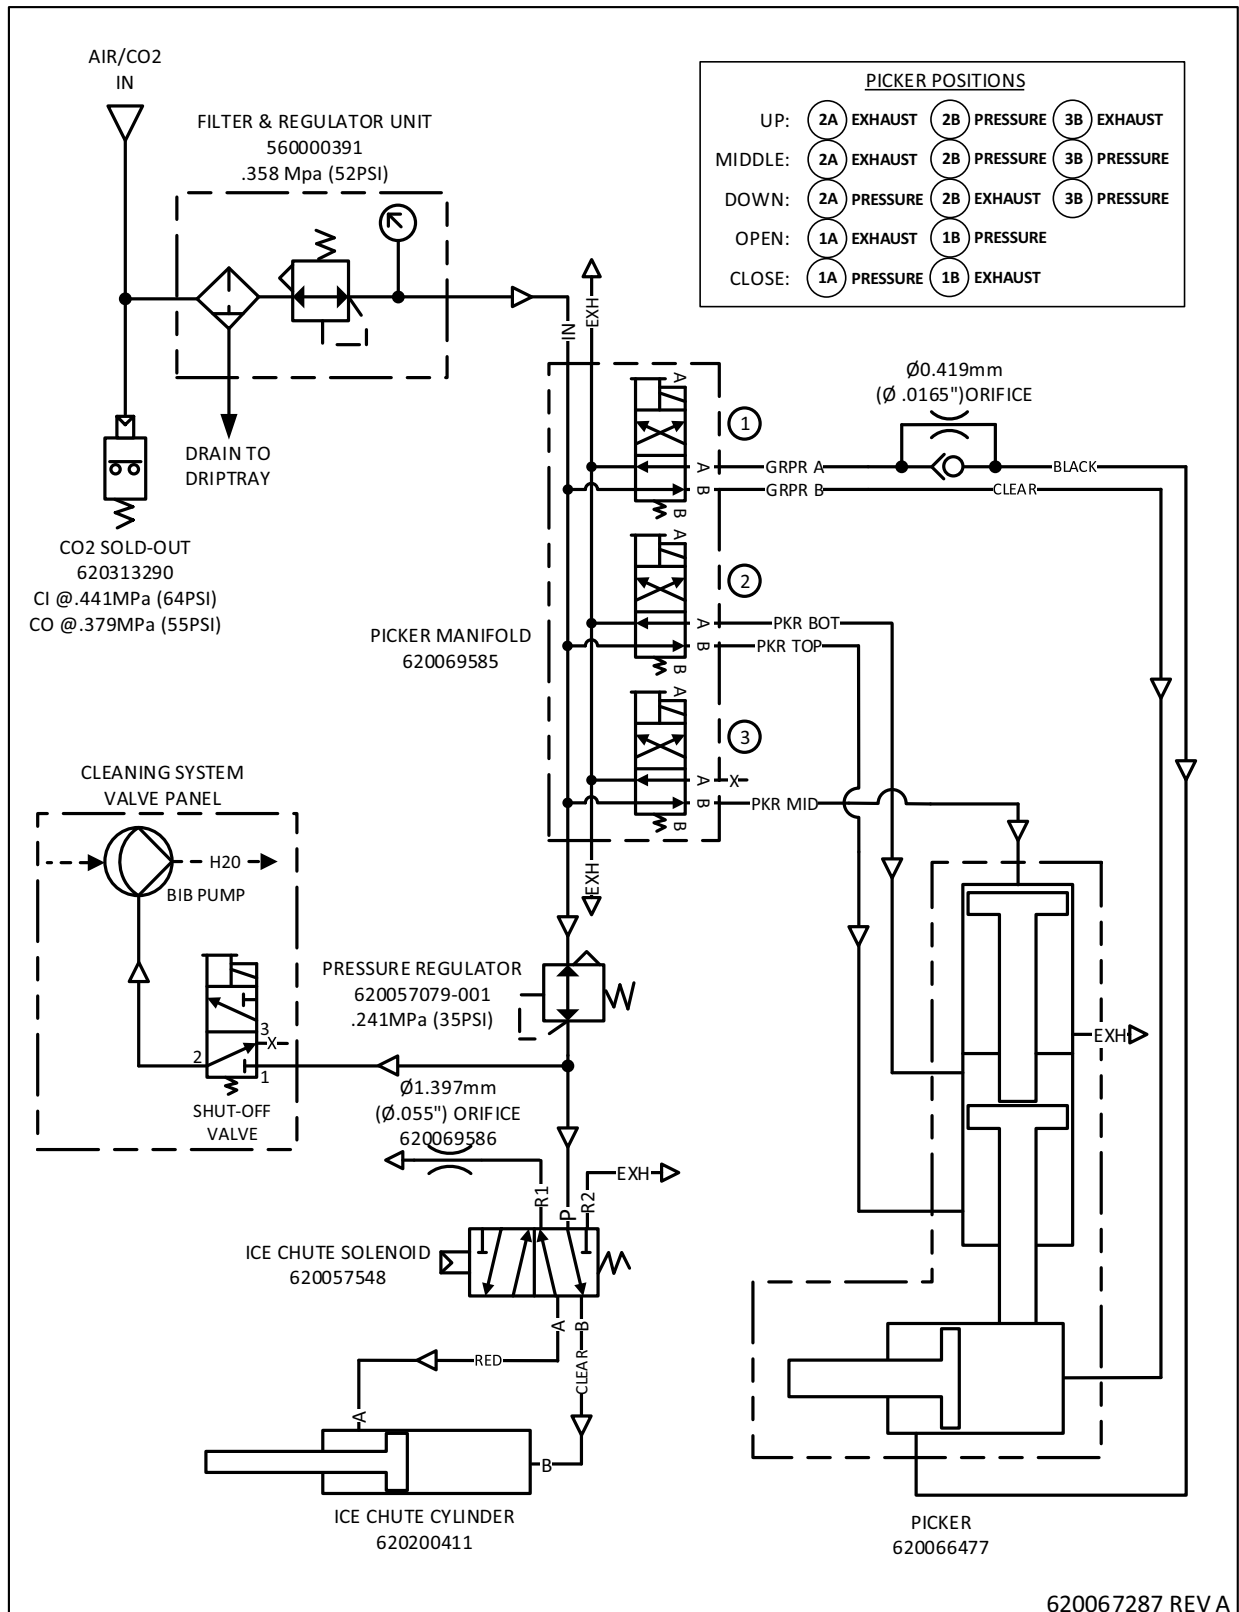 AIR/CO2
IN
FILTER & REGULATOR UNIT
560000391
.358 Mpa (52PSI)
PICKER POSITIONS
UP: 2A EXHAUST 2B PRESSURE 3B EXHAUST
MIDDLE: 2A EXHAUST 2B PRESSURE 3B PRESSURE
DOWN: 2A PRESSURE 2B EXHAUST 3B PRESSURE
OPEN: 1A EXHAUST 1B PRESSURE
CLOSE: 1A PRESSURE 1B EXHAUST
DRAIN TO
DRIPTRAY
CO2 SOLD-OUT
620313290
CI @.441MPa (64PSI)
CO @.379MPa (55PSI)
IN
EXH
A
1
A
B
B
GRPR A
GRPR B
Ø0.419mm
(Ø .0165")ORIFICE
BLACK
CLEAR
PICKER MANIFOLD
620069585
A
2
A
B
B
PKR BOT
PKR TOP
A
3
A
X
B
B
PKR MID
EXH
CLEANING SYSTEM
VALVE PANEL
H20
BIB PUMP
2
3
X
1
SHUT-OFF
VALVE
PRESSURE REGULATOR
620057079-001
.241MPa (35PSI)
Ø1.397mm
(Ø.055") ORIFICE
620069586
R1
P
R2
EXH
ICE CHUTE SOLENOID
620057548
A
B
RED
CLEAR
A
B
ICE CHUTE CYLINDER
620200411
EXH
PICKER
620066477
620067287 REV A